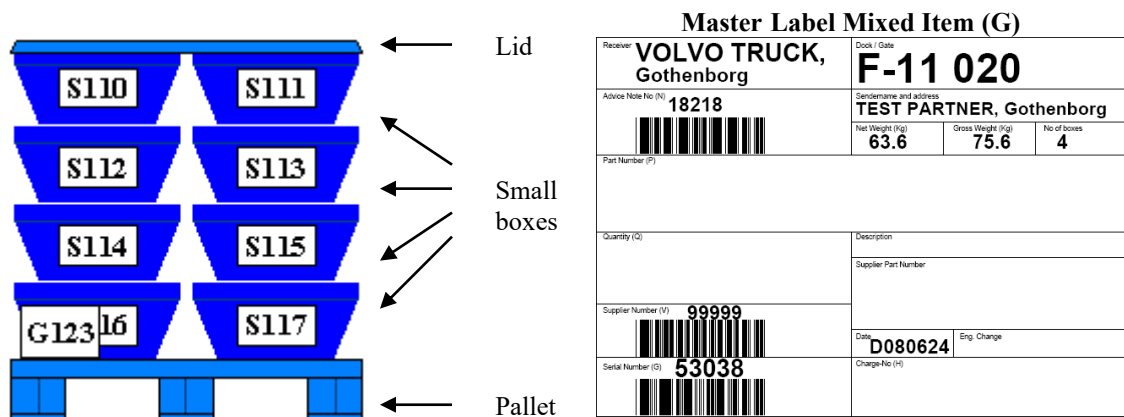 Lid
S110
S111
S112
S113
Small
boxes
S114
S115
G123
16
S117
Pallet
Master Label Mixed Item (G)
Receiver
VOLVO TRUCK,
Gothenborg
Dock / Gate
F-11 020
Advice Note No (N)
18218
Sendername and address
TEST PARTNER, Gothenborg
Net Weight (Kg)
63.6
Gross Weight (Kg)
75.6
No of boxes
4
Part Number (P)
Quantity (Q)
Description
Supplier Part Number
Supplier Number (V)
99999
Date
D080624
Eng. Change
Serial Number (G)
53038
Charge-No (H)